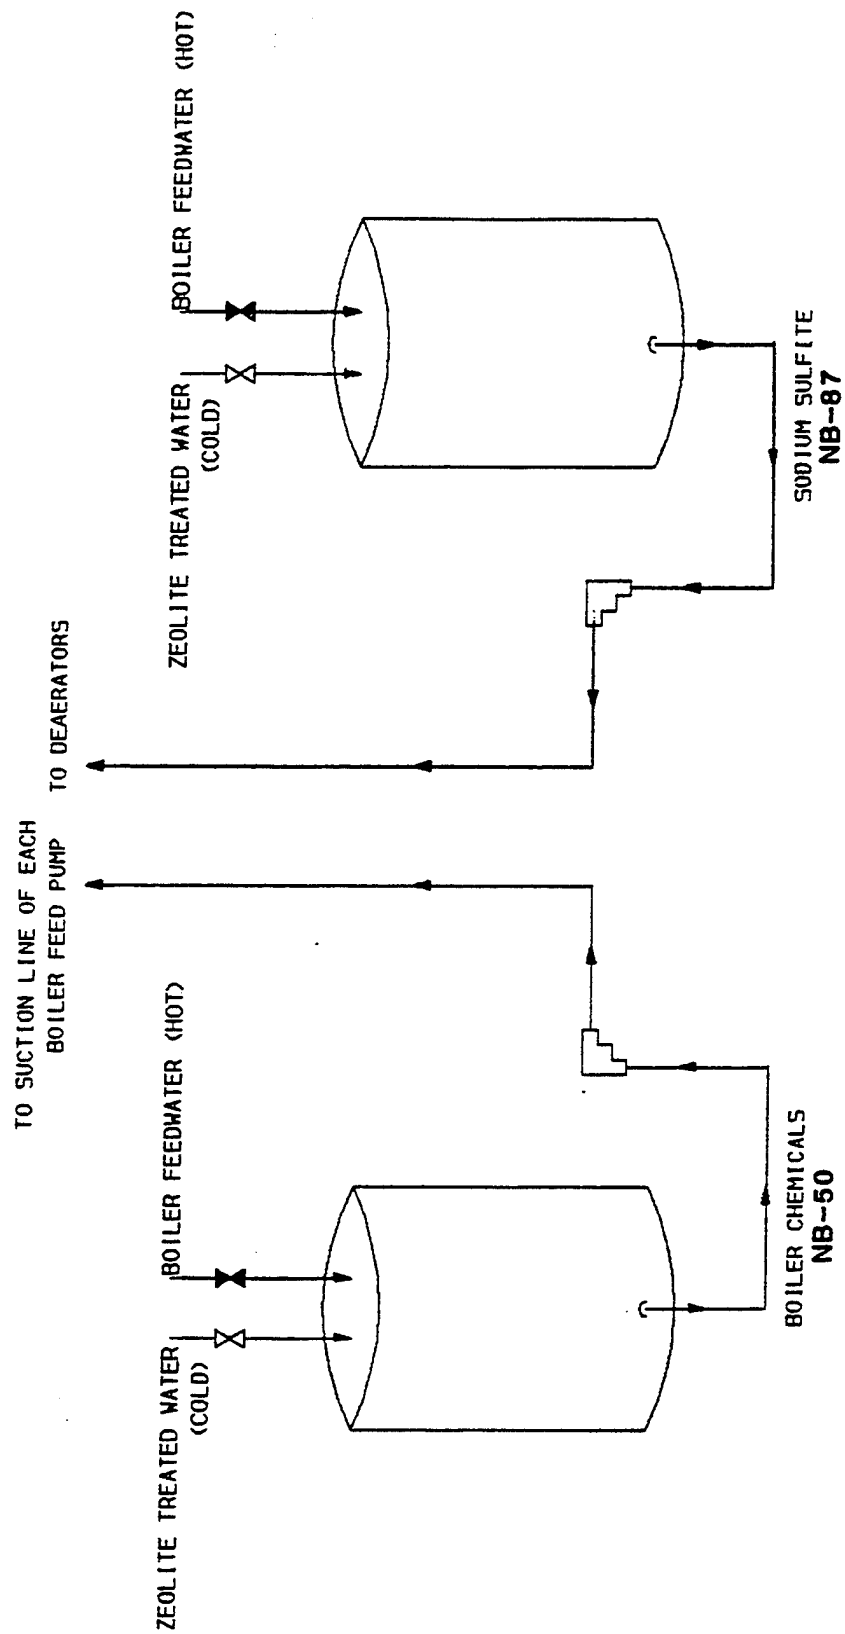 TO SUCTION LINE OF EACH
BOILER FEED PUMP
TO DEAERATORS
ZEOLITE TREATED WATER
(COLD)
BOILER FEEDWATER (HOT)
ZEOLITE TREATED WATER
(COLD)
BOILER FEEDWATER (HOT)
BOILER CHEMICALS
NB-50
SODIUM SULFITE
NB-87